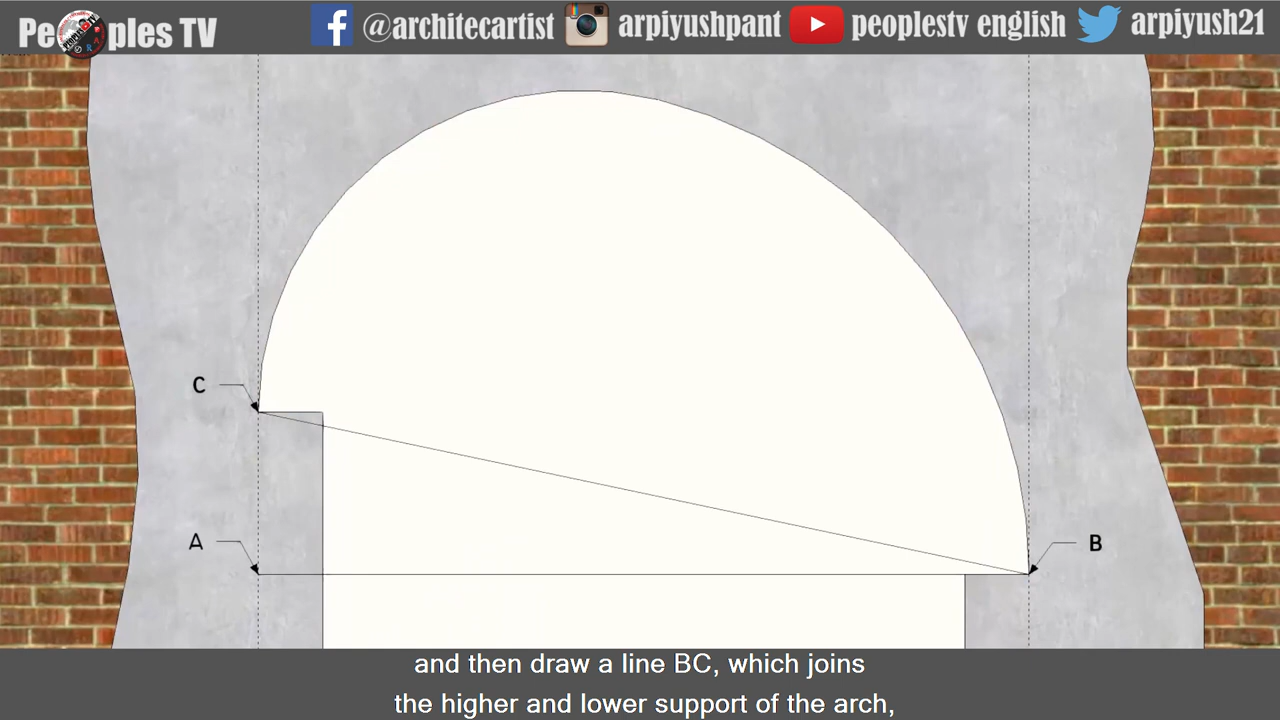 Peoples TV
@architecartist
arpiyushpant
peoplestv english
arpiyush21
C
A
B
and then draw a line BC, which joins
the higher and lower support of the arch,